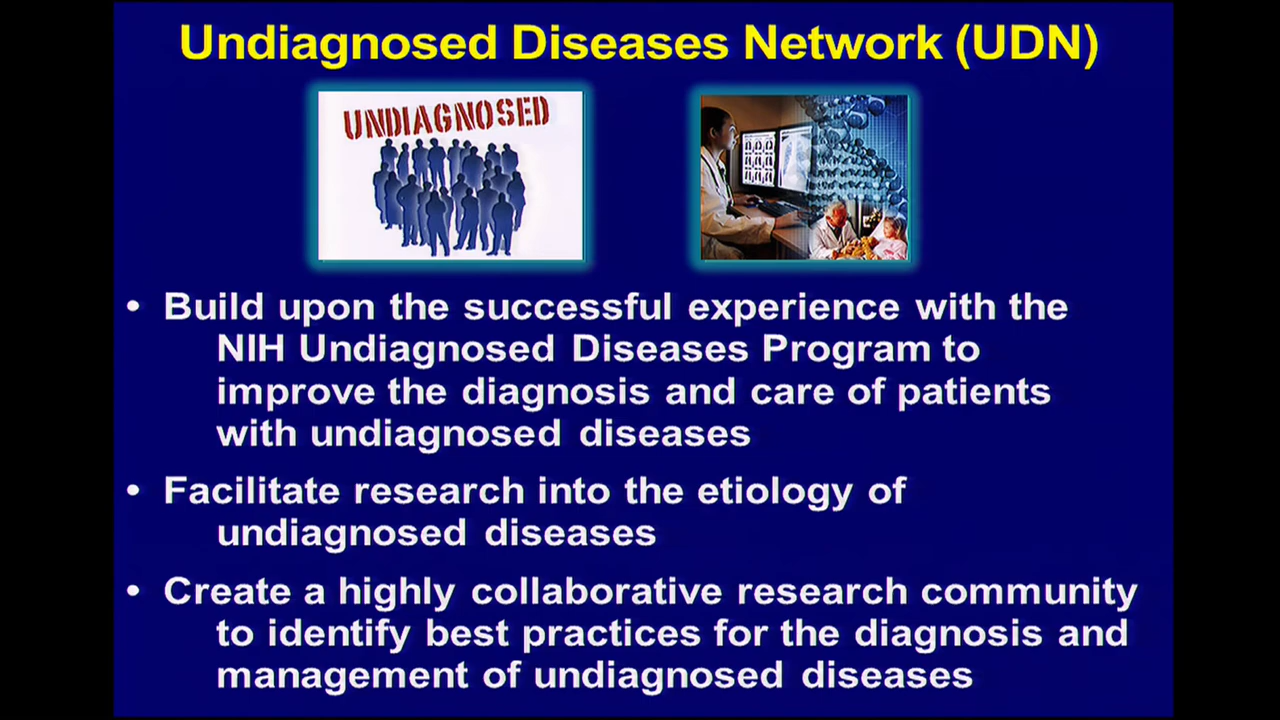 Undiagnosed Diseases Network (UDN)
UNDIAGNOSED
• Build upon the successful experience with the
NIH Undiagnosed Diseases Program to
improve the diagnosis and care of patients
with undiagnosed diseases
• Facilitate research into the etiology of
undiagnosed diseases
• Create a highly collaborative research community
to identify best practices for the diagnosis and
management of undiagnosed diseases